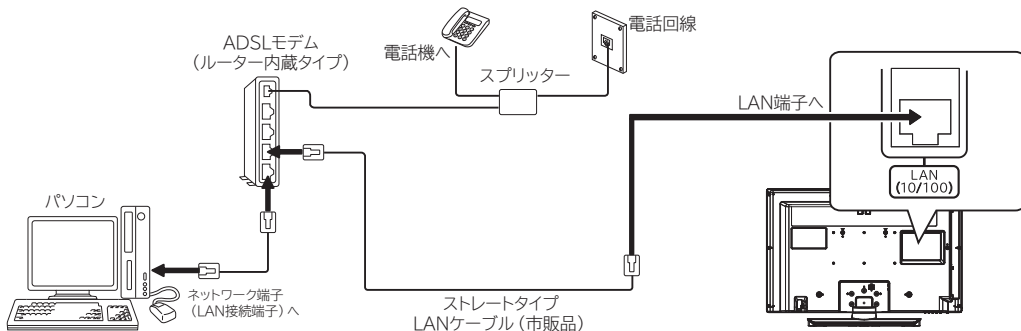 電話回線
ADSLモデム
（ルーター内蔵タイプ）
電話機へ
スプリッター
LAN端子へ
LAN
(10/100)
パソコン
ネットワーク端子
（LAN接続端子）へ
ストレートタイプ
LANケーブル（市販品）